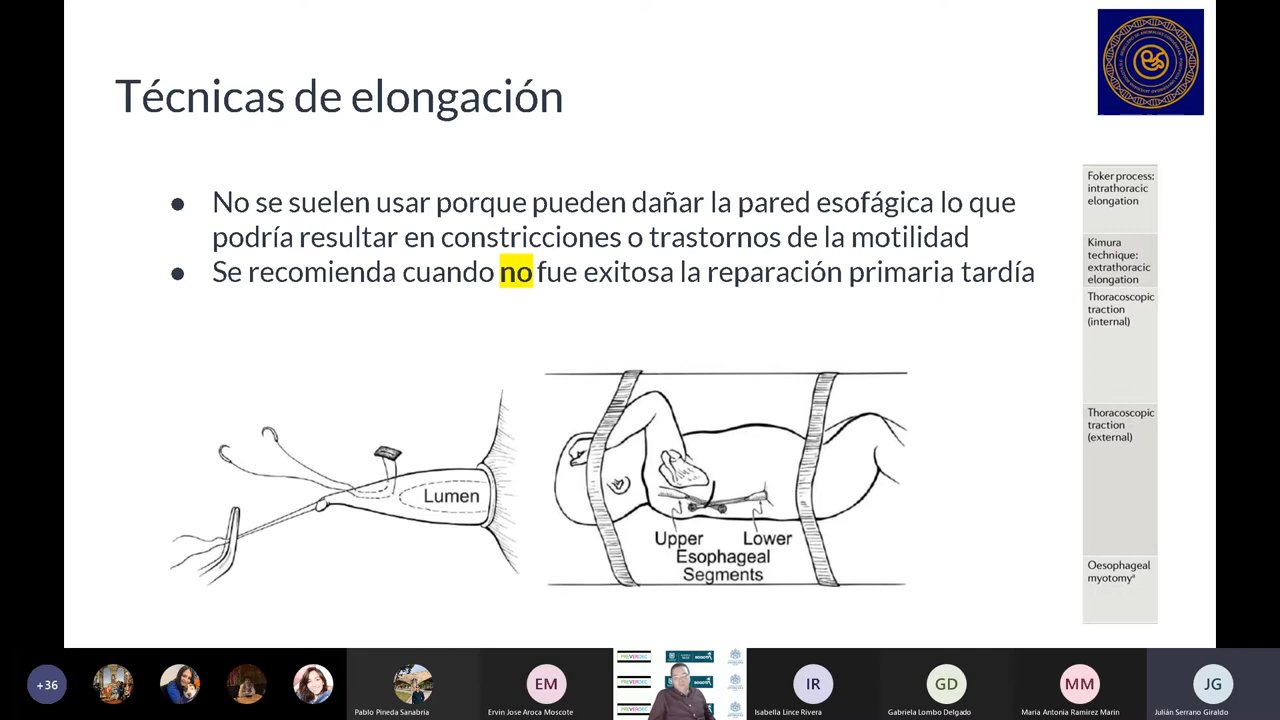 Técnicas de elongación
● No se suelen usar porque pueden dañar la pared esofágica lo que
podría resultar en constricciones o trastornos de la motilidad
● Se recomienda cuando no fue exitosa la reparación primaria tardía
Foker process:
intrathoracic
elongation
Kimura
technique:
extrathoracic
elongation
Thoracoscopic
traction
(internal)
Thoracoscopic
traction
(external)
Oesophageal
myotomyª
Lumen
Upper Lower
Esophageal
Segments
+36
Pablo Pineda Sanabria
EM
Ervin Jose Aroca Moscote
IR
Isabella Lince Rivera
GD
Gabriela Lombo Delgado
MM
Maria Antonia Ramirez Marin
JG
Julián Serrano Giraldo